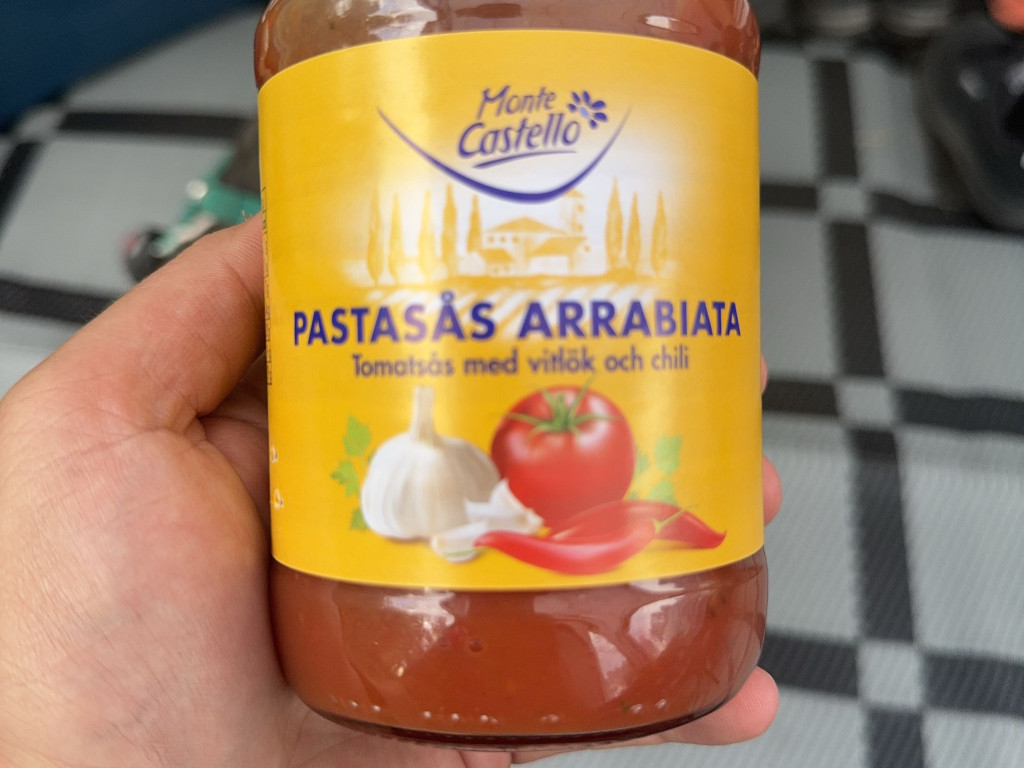 Monte
Castello
PASTASÅS ARRABIATA
Tomatsås med vitlök och chili